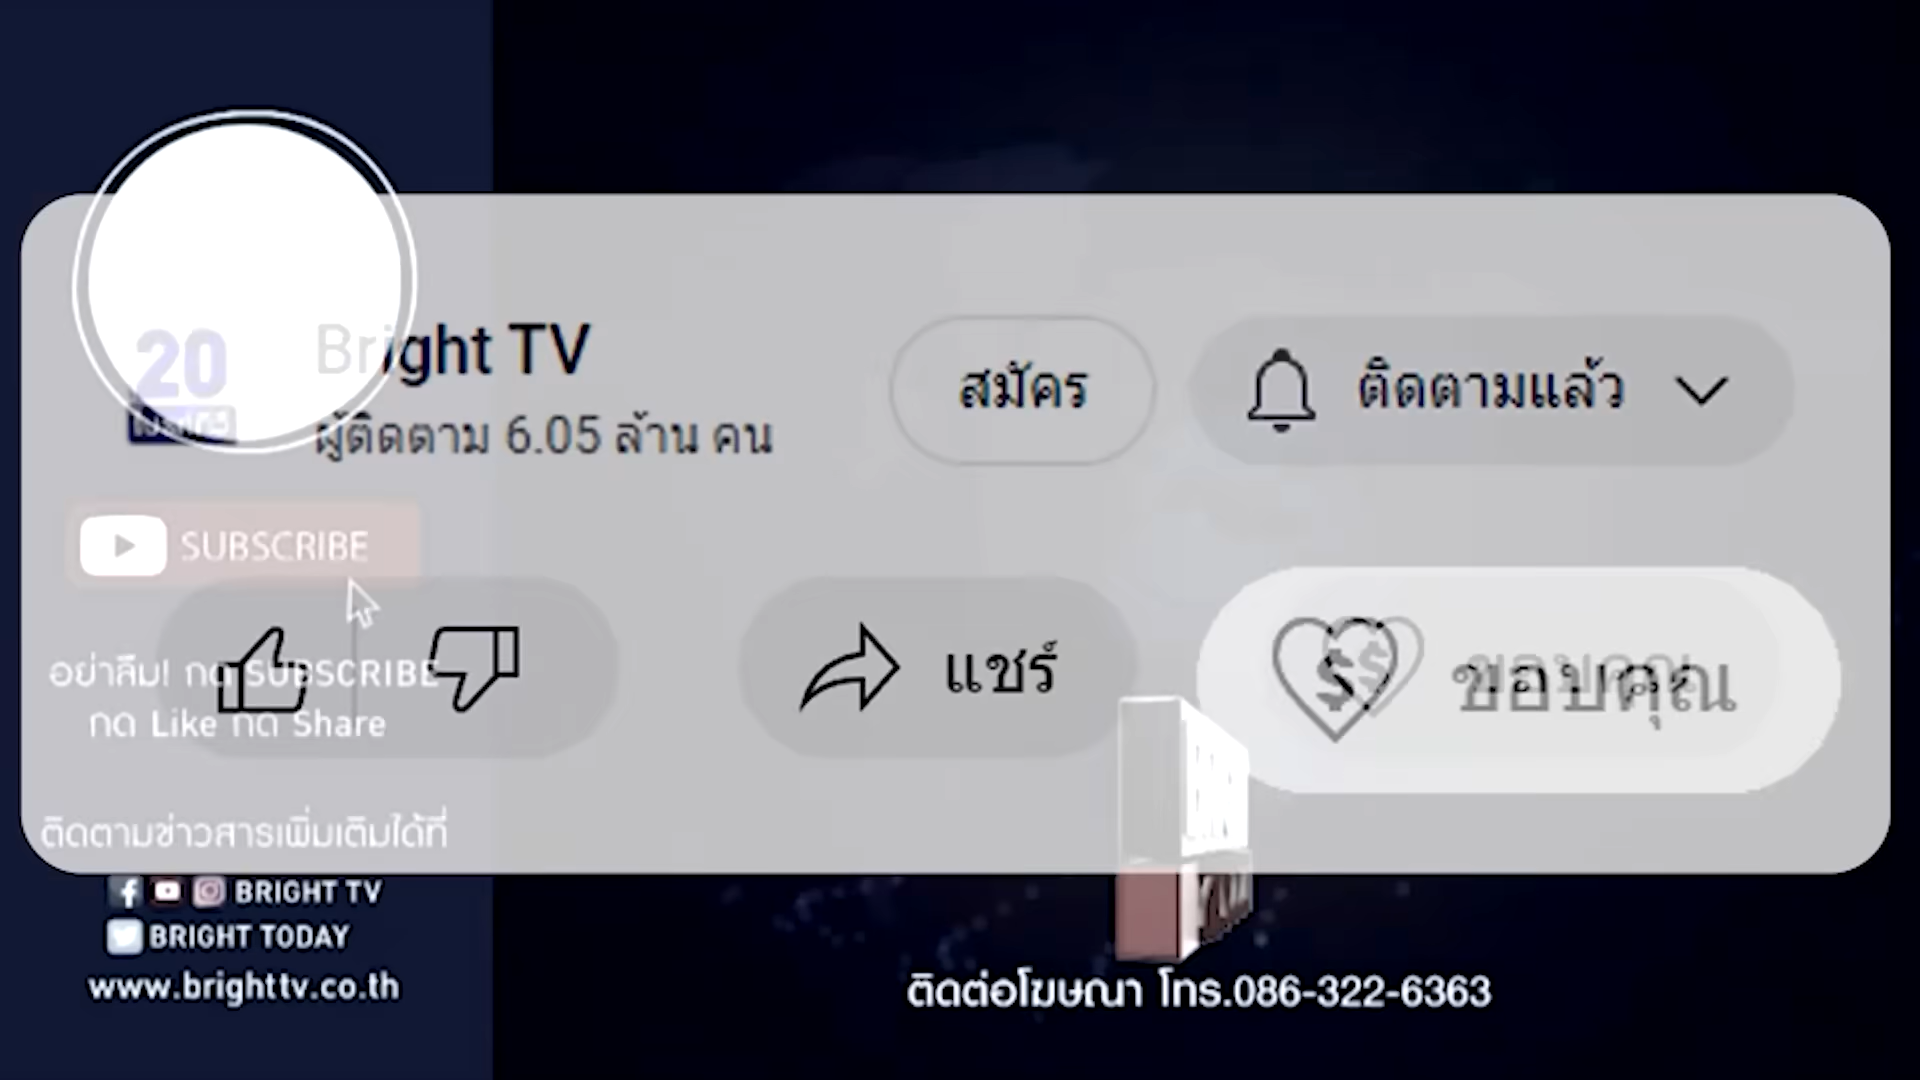 20
Bright TV
ผู้ติดตาม 6.05 ล้าน คน
สมัคร
ติดตามแล้ว
SUBSCRIBE
แชร์
ขอบคุณ
อย่าลืม! กด SUBSCRIBE
กด Like กด Share
ติดตามข่าวสารเพิ่มเติมได้ที่
BRIGHT TV
BRIGHT TODAY
www.brighttv.co.th
ติดต่อโฆษณา โทร.086-322-6363